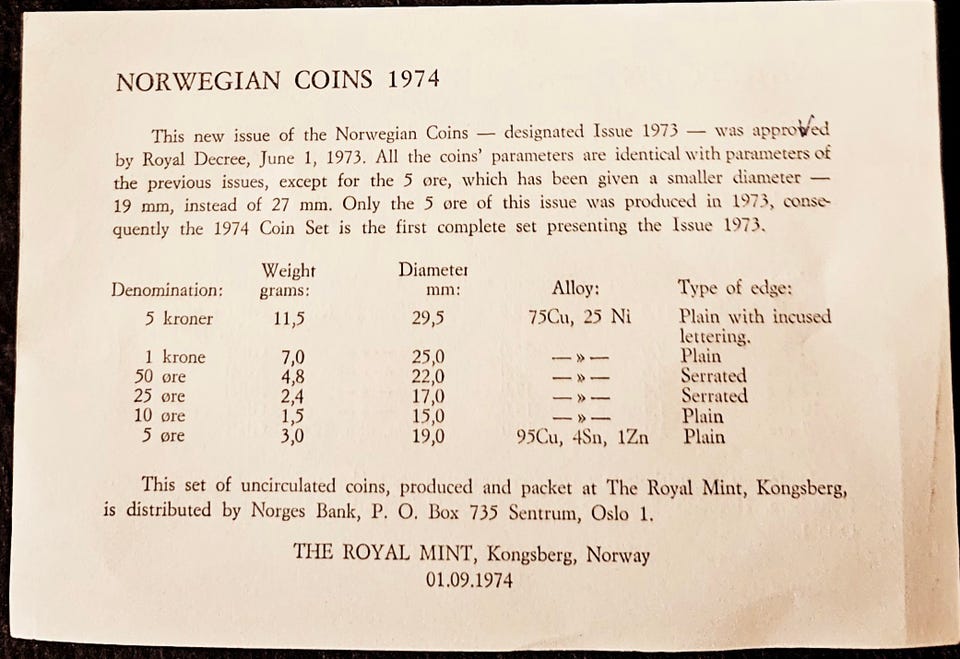 NORWEGIAN COINS 1974
This new issue of the Norwegian Coins — designated Issue 1973 — was approved
by Royal Decree, June 1, 1973. All the coins' parameters are identical with parameters of
the previous issues, except for the 5 øre, which has been given a smaller diameter —
19 mm, instead of 27 mm. Only the 5 øre of this issue was produced in 1973, conse-
quently the 1974 Coin Set is the first complete set presenting the Issue 1973.
Weight Diameter
Denomination: grams: mm: Alloy: Type of edge:
5 kroner 11,5 29,5 75Cu, 25 Ni Plain with incused
lettering.
1 krone 7,0 25,0 — » — Plain
50 øre 4,8 22,0 — » — Serrated
25 øre 2,4 17,0 — » — Serrated
10 øre 1,5 15,0 — » — Plain
5 øre 3,0 19,0 95Cu, 4Sn, 1Zn Plain
This set of uncirculated coins, produced and packet at The Royal Mint, Kongsberg,
is distributed by Norges Bank, P. O. Box 735 Sentrum, Oslo 1.
THE ROYAL MINT, Kongsberg, Norway
01.09.1974